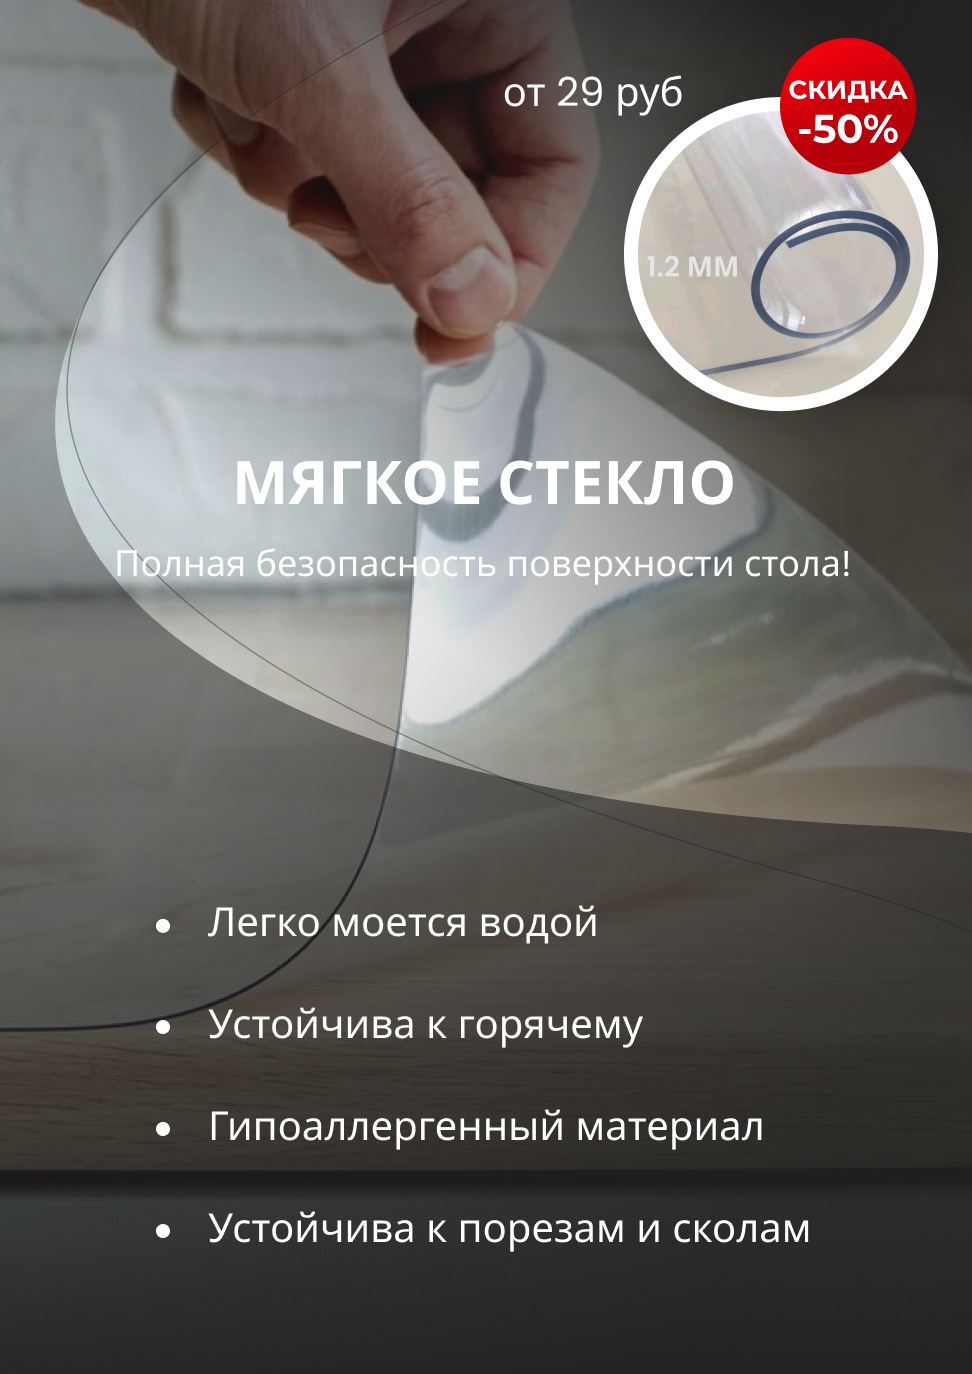 от 29 руб
СКИДКА
-50%
1.2 ММ
МЯГКОЕ СТЕКЛО
Полная безопасность поверхности стола!
• Легко моется водой
• Устойчива к горячему
• Гипоаллергенный материал
• Устойчива к порезам и сколам